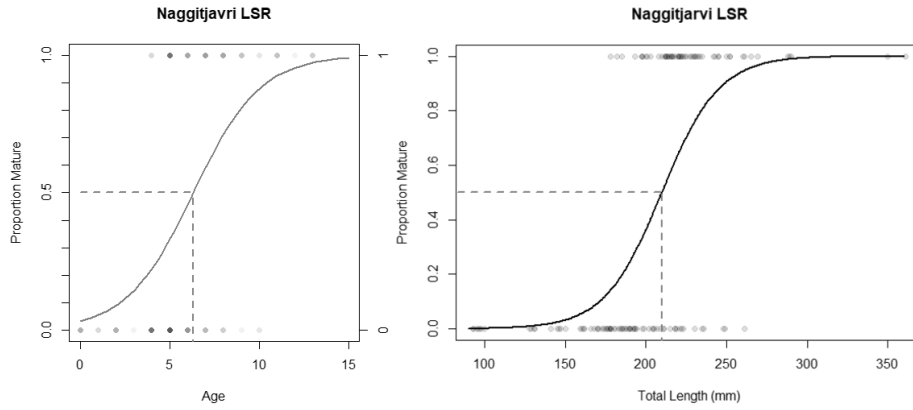 Naggitjavri LSR
Proportion Mature
1.0
0.5
0.0
1
0
0 5 10 15
Age
Naggitjarvi LSR
Proportion Mature
1.0
0.8
0.6
0.4
0.2
0.0
100 150 200 250 300 350
Total Length (mm)